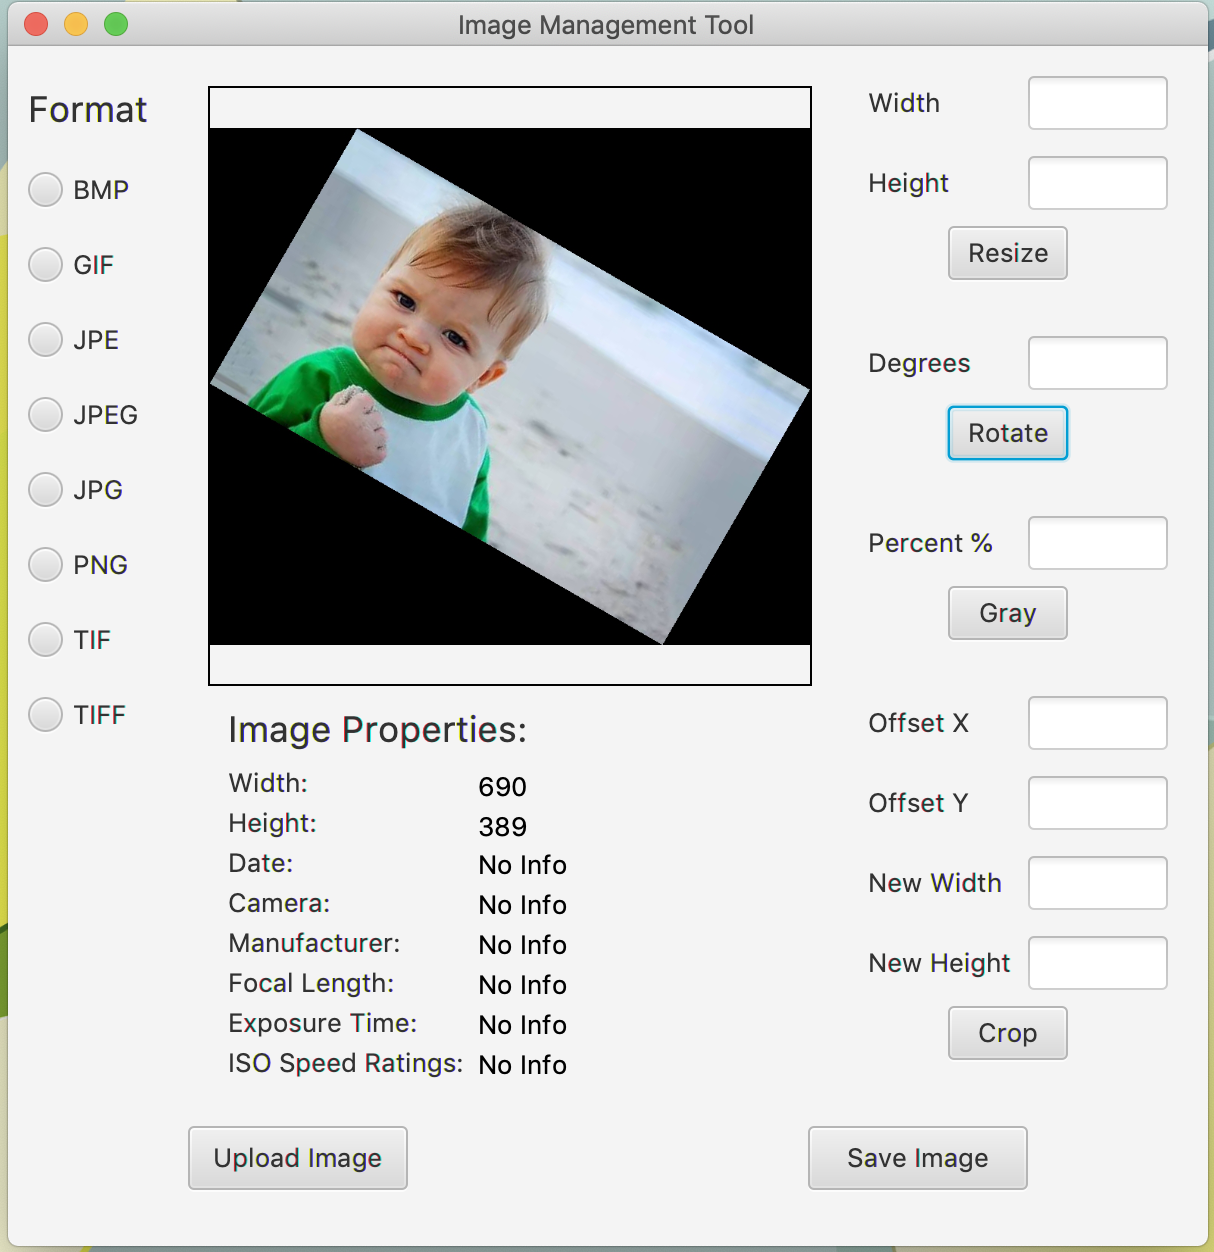 Image Management Tool
Format
BMP
GIF
JPE
JPEG
JPG
PNG
TIF
TIFF
Width
Height
Resize
Degrees
Rotate
Percent %
Gray
Offset X
Offset Y
New Width
New Height
Crop
Image Properties:
Width: 690
Height: 389
Date: No Info
Camera: No Info
Manufacturer: No Info
Focal Length: No Info
Exposure Time: No Info
ISO Speed Ratings: No Info
Upload Image
Save Image